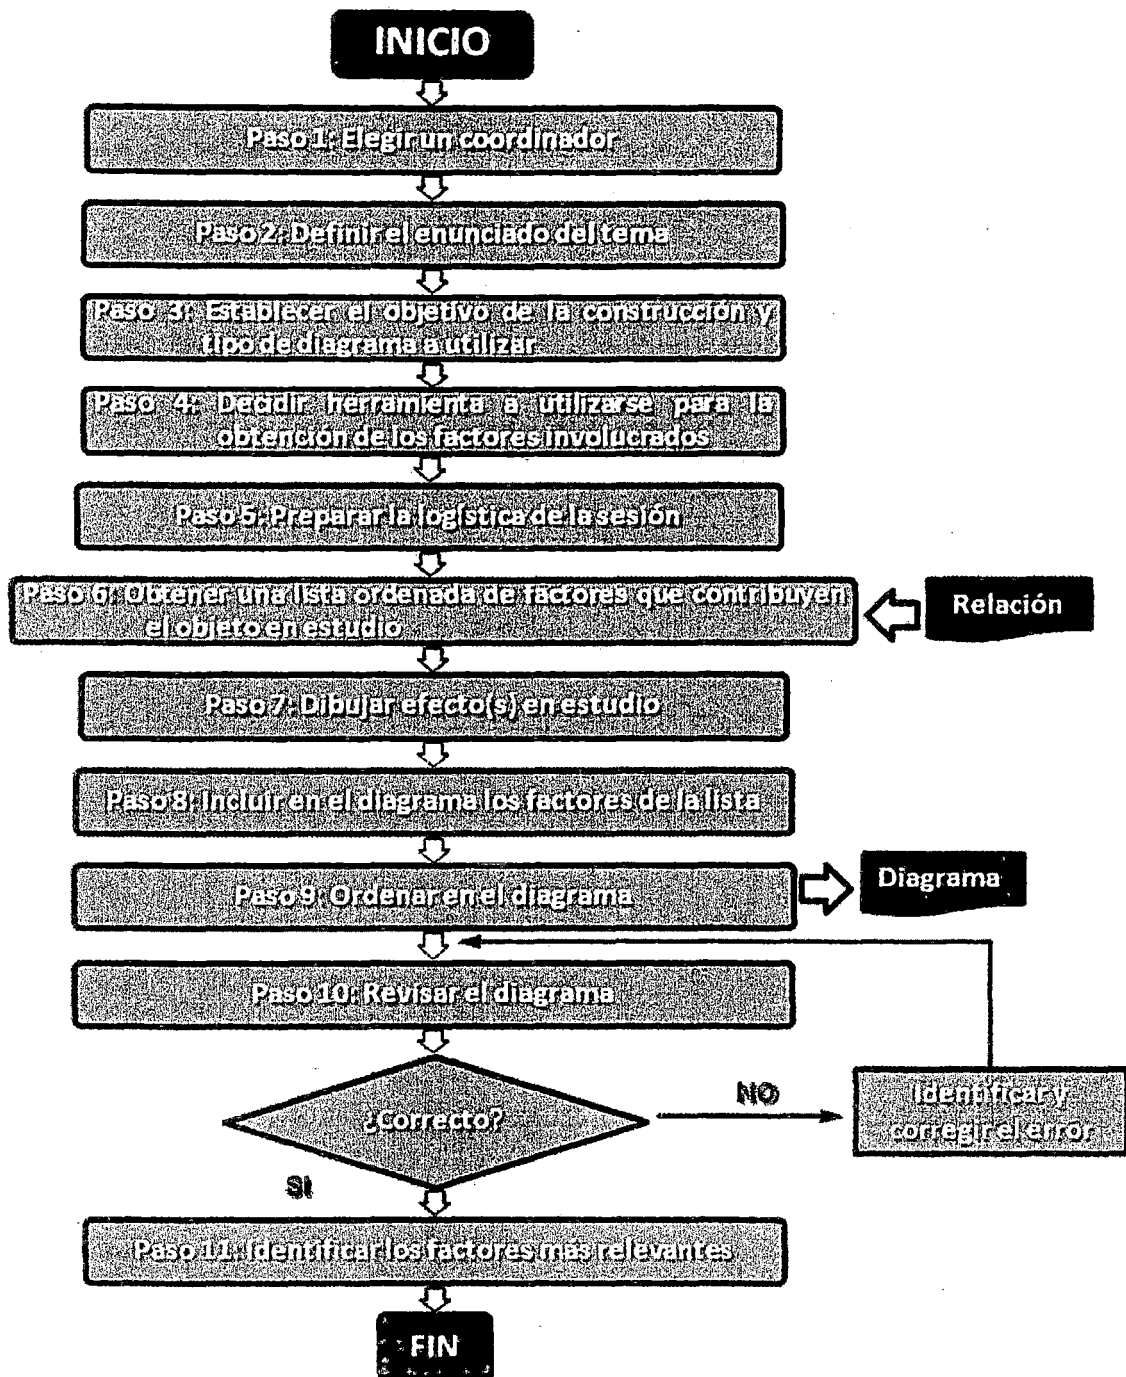 INICIO
Paso 1: Elegir un coordinador
Paso 2: Definir el enunciado del tema
Paso 3: Establecer el objetivo de la construcción y
tipo de diagrama a utilizar
Paso 4: Decidir herramienta a utilizarse para la
obtención de los factores involucrados
Paso 5: Preparar la logística de la sesión
Paso 6: Obtener una lista ordenada de factores que contribuyen
el objeto en estudio
Relación
Paso 7: Dibujar efecto(s) en estudio
Paso 8: Incluir en el diagrama los factores de la lista
Paso 9: Ordenar en el diagrama
Diagrama
Paso 10: Revisar el diagrama
¿Correcto?
NO
Identificar y
corregir el error
SI
Paso 11: Identificar los factores más relevantes
FIN